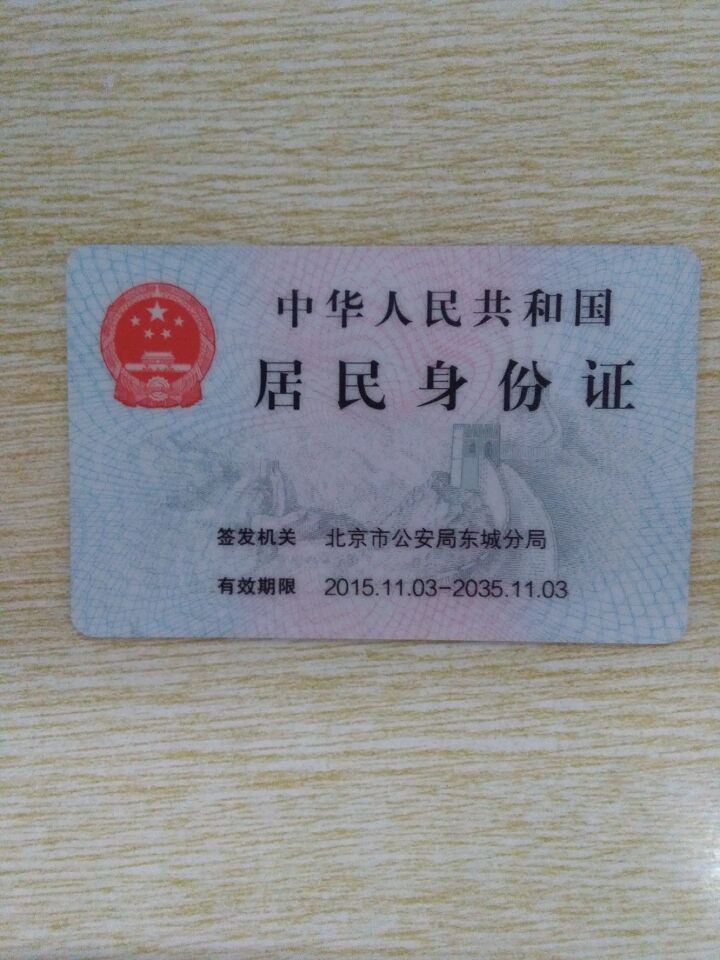 中华人民共和国
居民身份证
签发机关 北京市公安局东城分局
有效期限 2015.11.03-2035.11.03